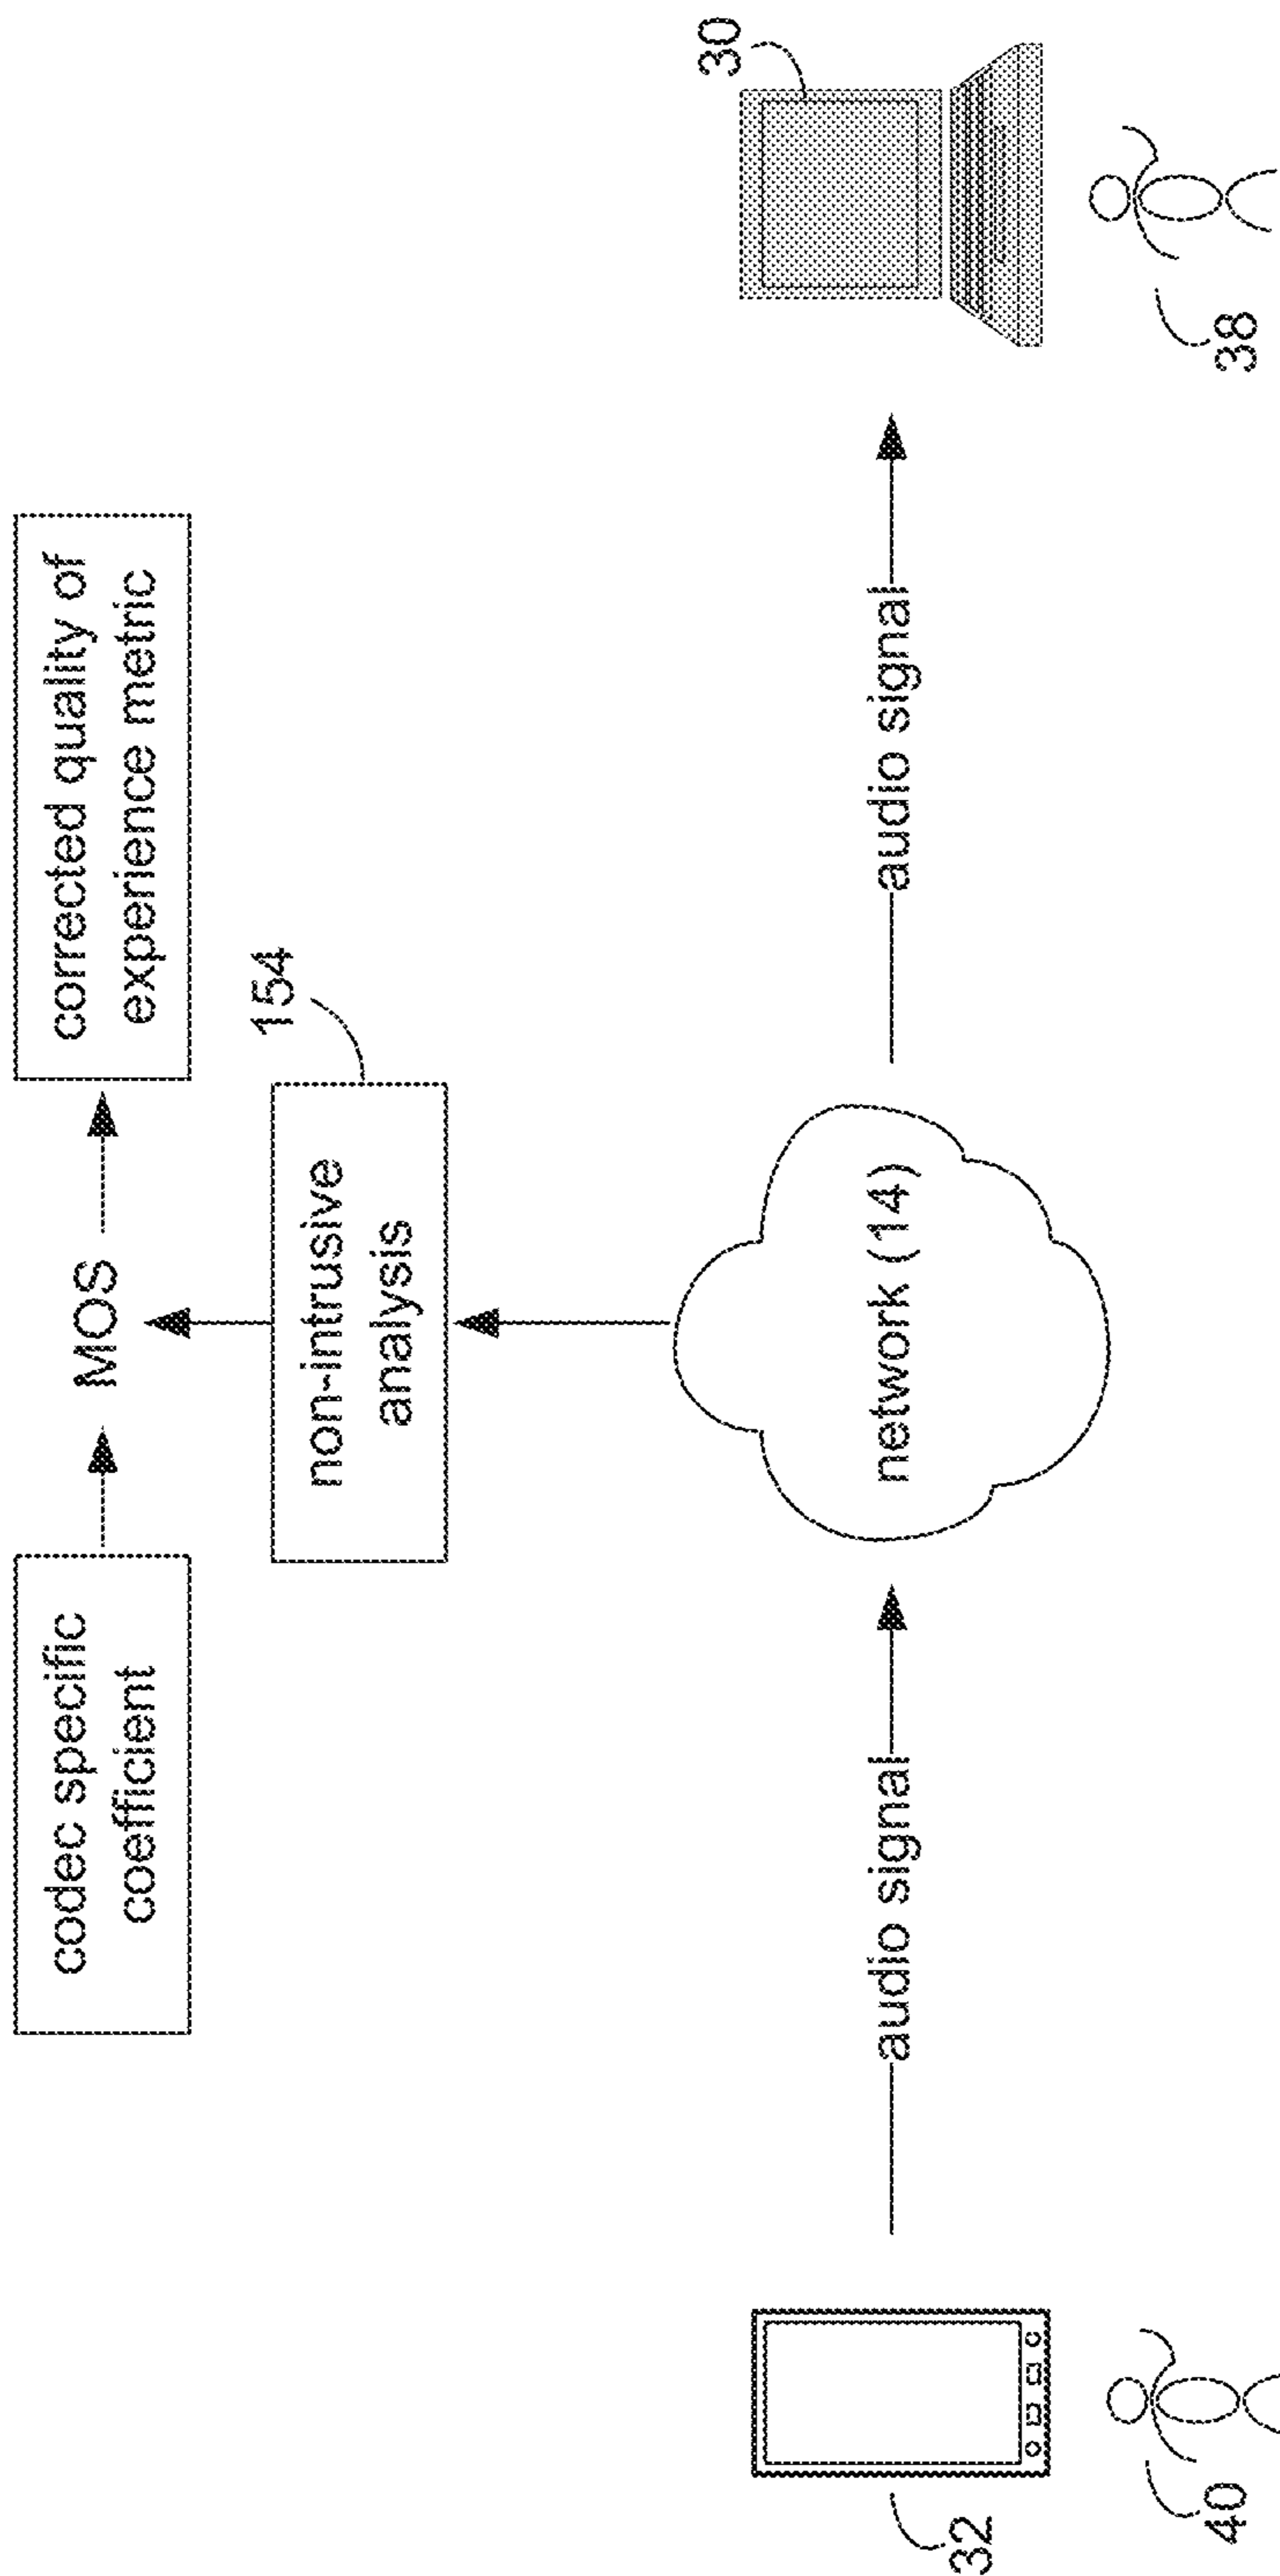 codec specific
coefficient
MOS
corrected quality of
experience metric
non-intrusive
analysis
154
audio signal
network (14)
audio signal
30
32
40
38